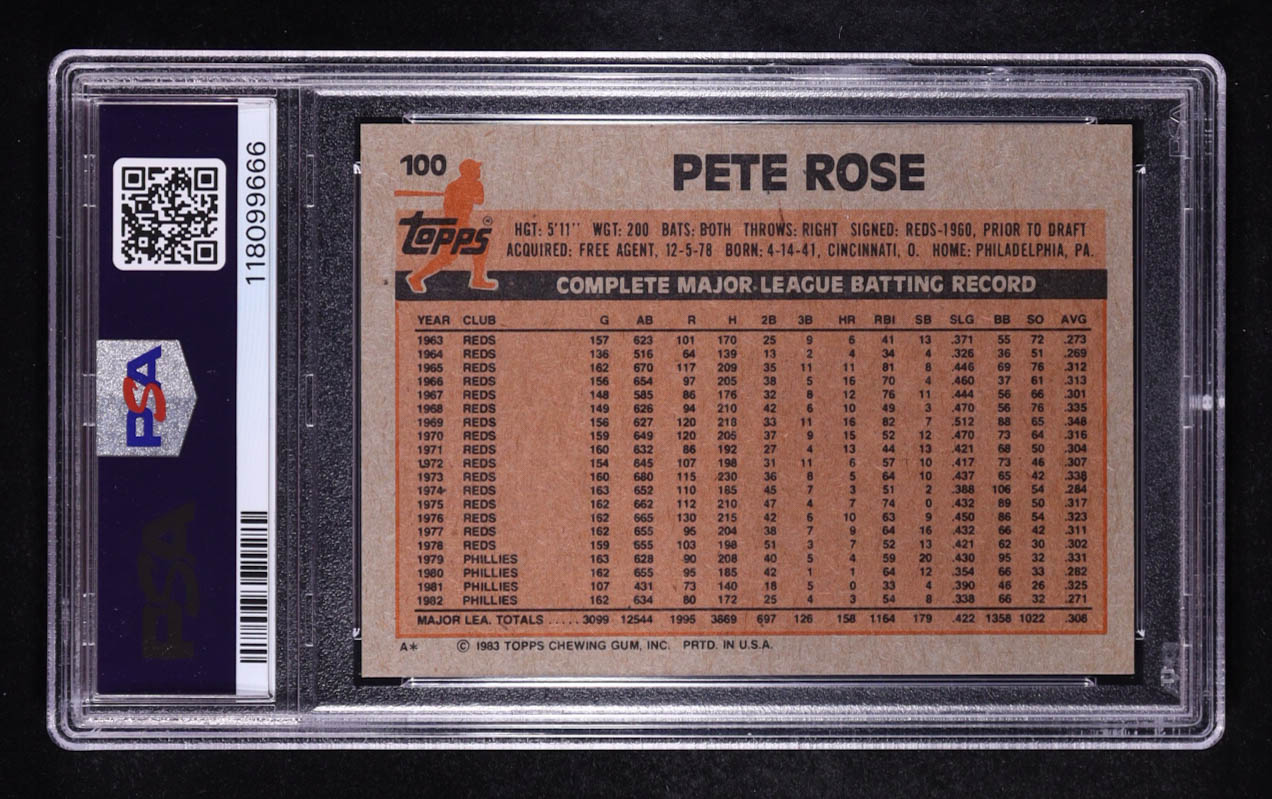 100
PETE ROSE
Topps®
HGT: 5'11" WGT: 200 BATS: BOTH THROWS: RIGHT SIGNED: REDS-1960, PRIOR TO DRAFT
ACQUIRED: FREE AGENT, 12-5-78 BORN: 4-14-41, CINCINNATI, O. HOME: PHILADELPHIA, PA.
COMPLETE MAJOR LEAGUE BATTING RECORD
YEAR CLUB G AB R H 2B 3B HR RBI SB SLG BB SO AVG
1963 REDS 157 623 101 170 25 9 6 41 13 .371 55 72 .273
1964 REDS 136 516 64 139 13 2 4 34 4 .326 36 51 .269
1965 REDS 162 670 117 209 35 11 11 81 8 .446 69 76 .312
1966 REDS 156 654 97 205 38 5 16 70 4 .460 37 61 .313
1967 REDS 148 585 86 176 32 8 12 76 11 .444 56 66 .301
1968 REDS 149 626 94 210 42 6 10 49 3 .470 56 76 .335
1969 REDS 156 627 120 218 33 11 16 82 7 .512 88 65 .348
1970 REDS 159 649 120 205 37 9 15 52 12 .470 73 64 .316
1971 REDS 160 632 86 192 27 4 13 44 13 .421 68 50 .304
1972 REDS 154 645 107 198 31 11 6 57 10 .417 73 46 .307
1973 REDS 160 680 115 230 36 8 5 64 10 .437 65 42 .338
1974 REDS 163 652 110 185 45 7 3 51 2 .388 106 54 .284
1975 REDS 162 662 112 210 47 4 7 74 0 .432 89 50 .317
1976 REDS 162 665 130 215 42 6 10 63 9 .450 86 54 .323
1977 REDS 162 655 95 204 38 7 9 64 16 .432 66 42 .311
1978 REDS 159 655 103 198 51 3 7 52 13 .421 62 30 .302
1979 PHILLIES 163 628 90 208 40 5 4 59 20 .430 95 32 .331
1980 PHILLIES 162 655 95 185 42 1 1 64 12 .354 66 33 .282
1981 PHILLIES 107 431 73 140 18 5 0 33 4 .390 46 26 .325
1982 PHILLIES 162 634 80 172 25 4 3 54 8 .338 66 32 .271
MAJOR LEA. TOTALS ..... 3099 12544 1995 3869 697 126 158 1164 179 .422 1358 1022 .308
A* © 1983 TOPPS CHEWING GUM, INC. PRTD. IN U.S.A.
118099666
PSA
PSA